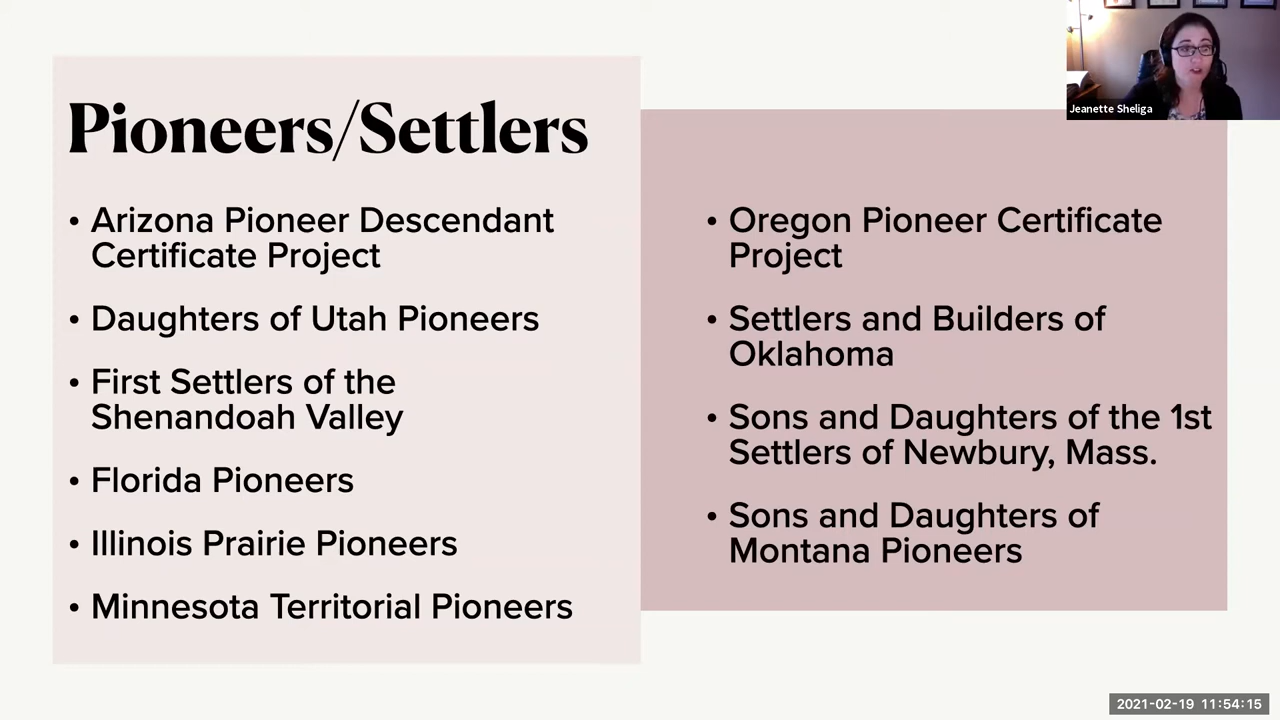 Pioneers/Settlers
• Arizona Pioneer Descendant
Certificate Project
• Daughters of Utah Pioneers
• First Settlers of the
Shenandoah Valley
• Florida Pioneers
• Illinois Prairie Pioneers
• Minnesota Territorial Pioneers
• Oregon Pioneer Certificate
Project
• Settlers and Builders of
Oklahoma
• Sons and Daughters of the 1st
Settlers of Newbury, Mass.
• Sons and Daughters of
Montana Pioneers
Jeanette Sheliga
2021-02-19 11:54:15